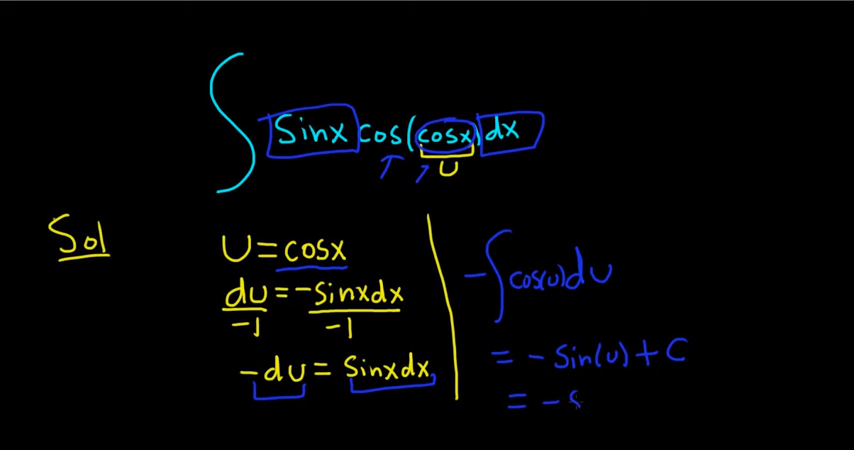 ∫ Sinx cos(cosx) dx
U
Sol
U = cosx
du = -sinxdx
-1 -1
-du = sinxdx
-∫cos(u)du
= -sin(u) + C
= - s